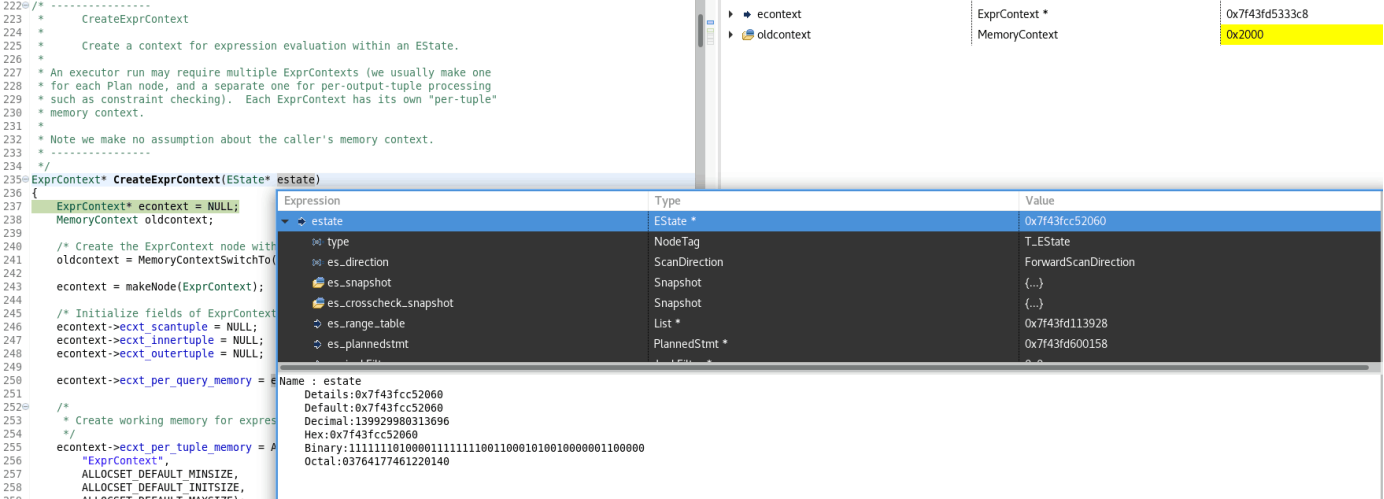 222 /* ----------------
223 *      CreateExprContext
224 *
225 *      Create a context for expression evaluation within an EState.
226 *
227 * An executor run may require multiple ExprContexts (we usually make one
228 * for each Plan node, and a separate one for per-output-tuple processing
229 * such as constraint checking).  Each ExprContext has its own "per-tuple"
230 * memory context.
231 *
232 * Note we make no assumption about the caller's memory context.
233 * ----------------
234 */
235 ExprContext* CreateExprContext(EState* estate)
236 {
237     ExprContext* econtext = NULL;
238     MemoryContext oldcontext;
239
240     /* Create the ExprContext node with
241     oldcontext = MemoryContextSwitchTo(
242
243     econtext = makeNode(ExprContext);
244
245     /* Initialize fields of ExprContext
246     econtext->ecxt_scantuple = NULL;
247     econtext->ecxt_innertuple = NULL;
248     econtext->ecxt_outertuple = NULL;
249
250     econtext->ecxt_per_query_memory = e
251
252     /*
253      * Create working memory for expres
254      */
255     econtext->ecxt_per_tuple_memory = A
256         "ExprContext",
257         ALLOCSET_DEFAULT_MINSIZE,
258         ALLOCSET_DEFAULT_INITSIZE,
econtext ExprContext * 0x7f43fd5333c8
oldcontext MemoryContext 0x2000
Expression Type Value
estate EState * 0x7f43fcc52060
type NodeTag T_EState
es_direction ScanDirection ForwardScanDirection
es_snapshot Snapshot {...}
es_crosscheck_snapshot Snapshot {...}
es_range_table List * 0x7f43fd113928
es_plannedstmt PlannedStmt * 0x7f43fd600158
Name : estate
Details:0x7f43fcc52060
Default:0x7f43fcc52060
Decimal:139929980313696
Hex:0x7f43fcc52060
Binary:11111110100001111111100110001010010000001100000
Octal:03764177461220140